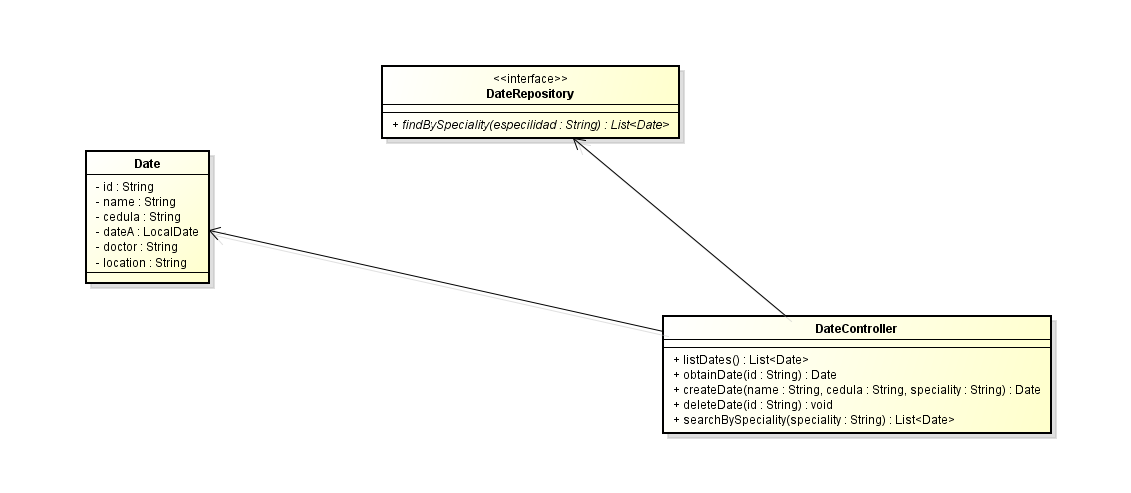 <<interface>>
DateRepository
+ findBySpeciality(especilidad : String) : List<Date>
Date
- id : String
- name : String
- cedula : String
- dateA : LocalDate
- doctor : String
- location : String
DateController
+ listDates() : List<Date>
+ obtainDate(id : String) : Date
+ createDate(name : String, cedula : String, speciality : String) : Date
+ deleteDate(id : String) : void
+ searchBySpeciality(speciality : String) : List<Date>